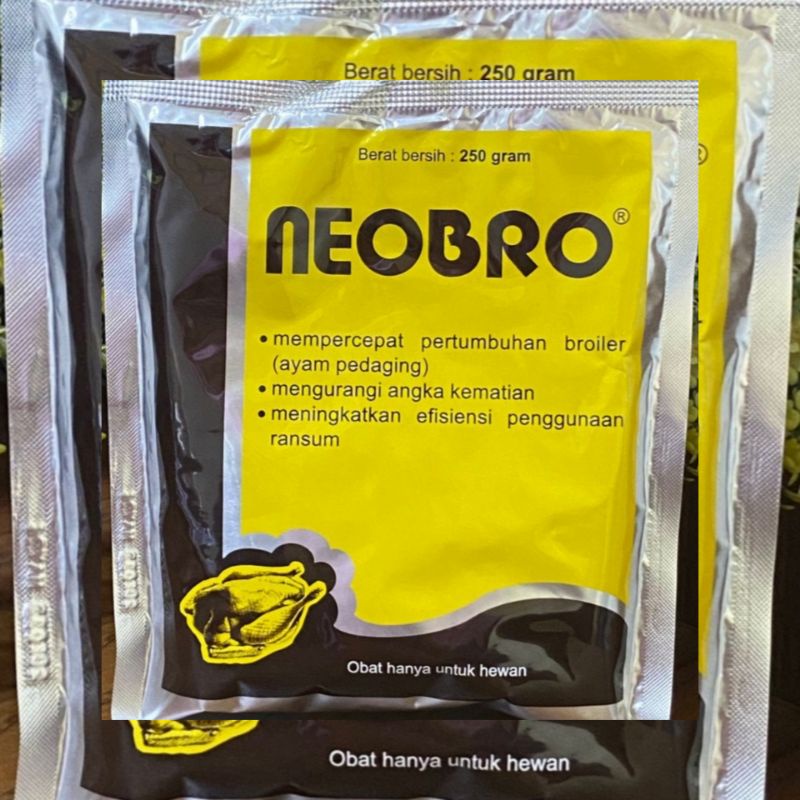 Berat bersih : 250 gram
Berat bersih : 250 gram
NEOBRO®
• mempercepat pertumbuhan broiler
(ayam pedaging)
• mengurangi angka kematian
• meningkatkan efisiensi penggunaan
ransum
Obat hanya untuk hewan
Obat hanya untuk hewan